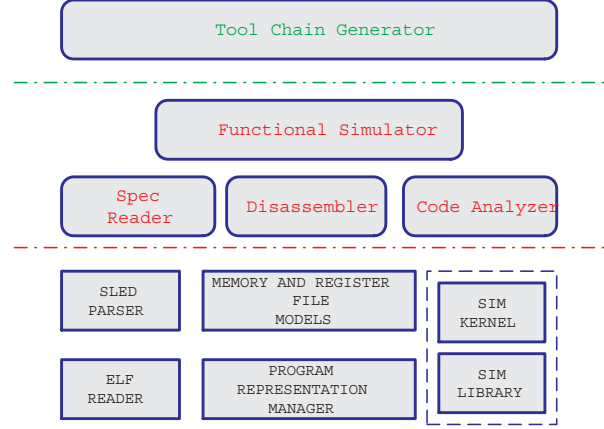 Tool Chain Generator
Functional Simulator
Spec
Reader
Disassembler
Code Analyzer
SLED
PARSER
MEMORY AND REGISTER
FILE
MODELS
SIM
KERNEL
ELF
READER
PROGRAM
REPRESENTATION
MANAGER
SIM
LIBRARY